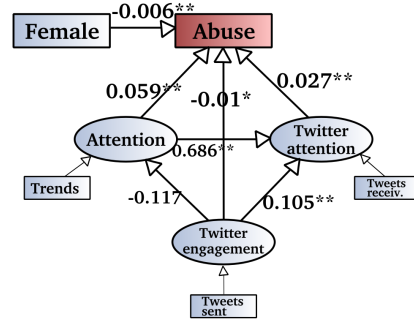 -0.006**
Female
Abuse
0.059**
-0.01*
0.027**
Attention
0.686**
Twitter
attention
Trends
Tweets
receiv.
-0.117
0.105**
Twitter
engagement
Tweets
sent